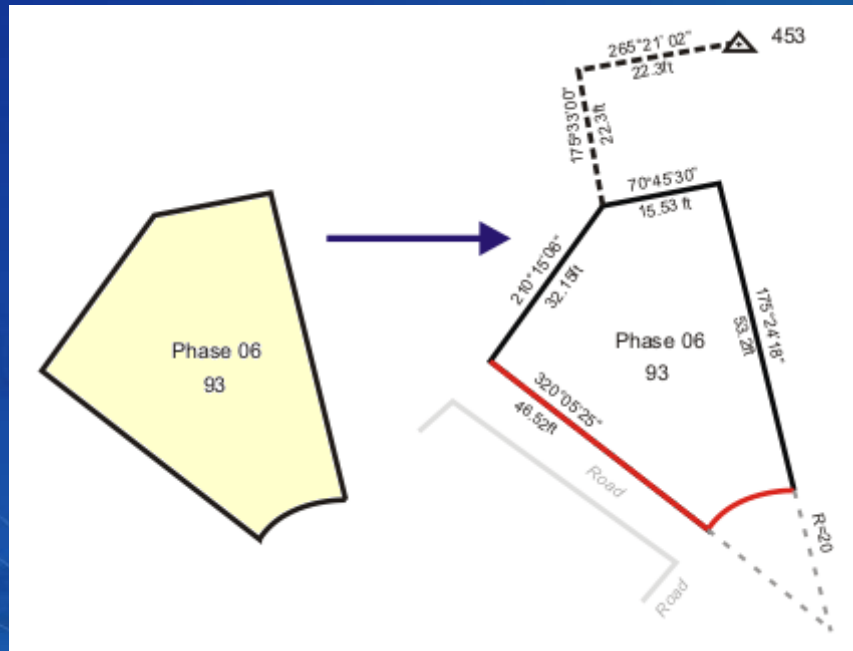 453
265°21' 02"
22.3ft
175°33'00"
22.3ft
70°45'30"
15.53 ft
210°15'06"
32.15ft
Phase 06
93
Phase 06
93
175°24'18"
53.2ft
320°05'25"
46.52ft
Road
R=20
Road